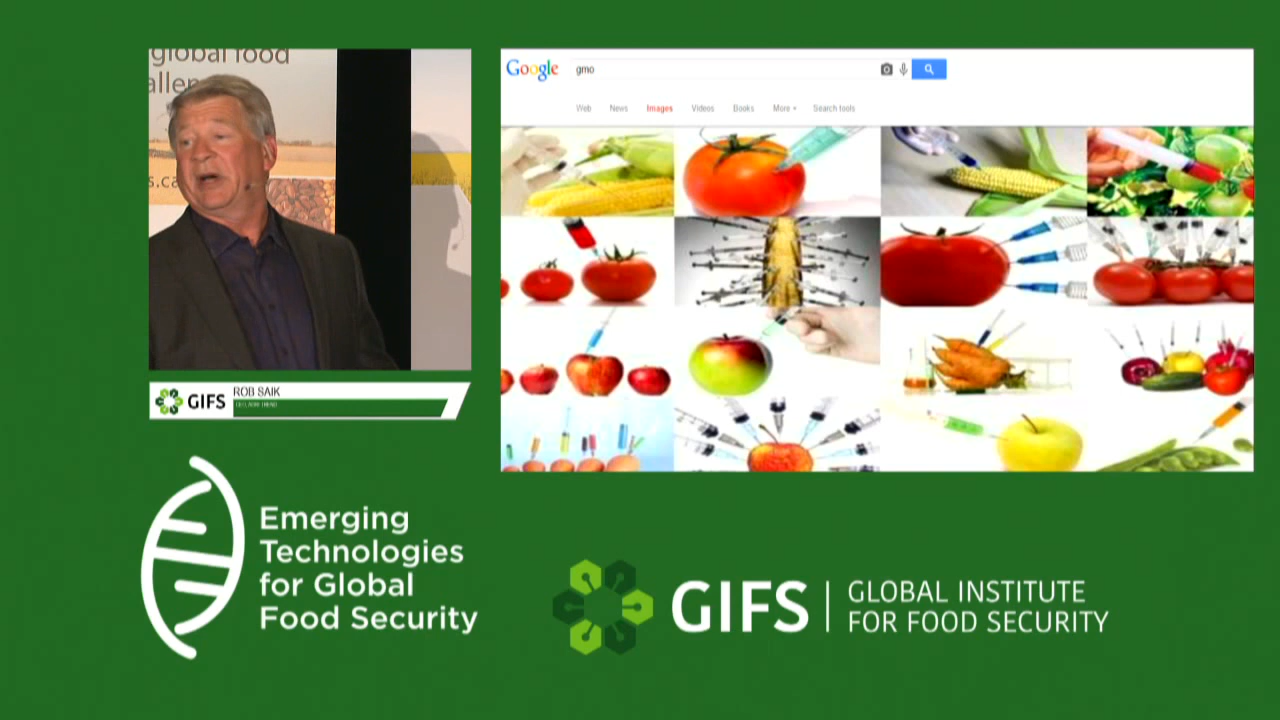 global food
s.ca
Google
gmo
Web News Images Videos Books More Search tools
GIFS
ROB SAIK
Emerging
Technologies
for Global
Food Security
GIFS
GLOBAL INSTITUTE
FOR FOOD SECURITY